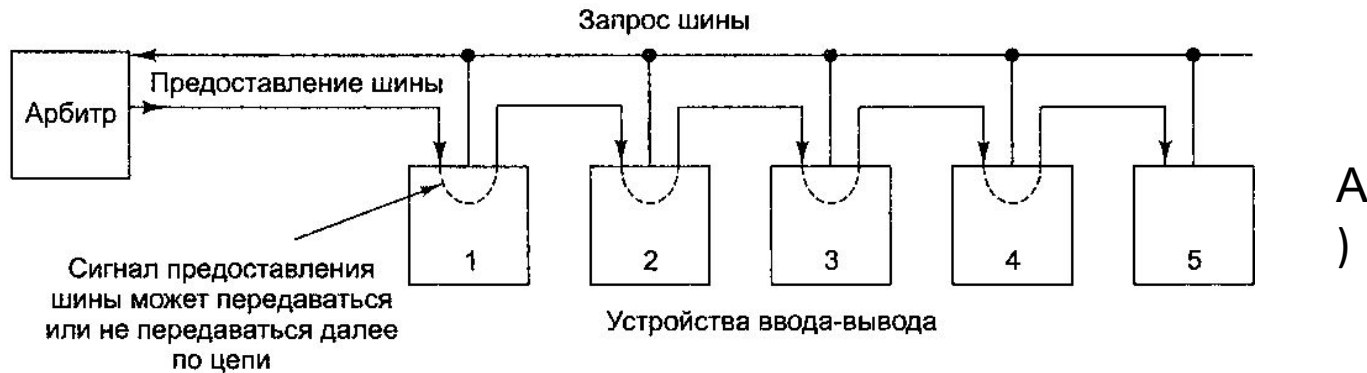 Запрос шины
Предоставление шины
Арбитр
1
2
3
4
5
А
)
Сигнал предоставления
шины может передаваться
или не передаваться далее
по цепи
Устройства ввода-вывода